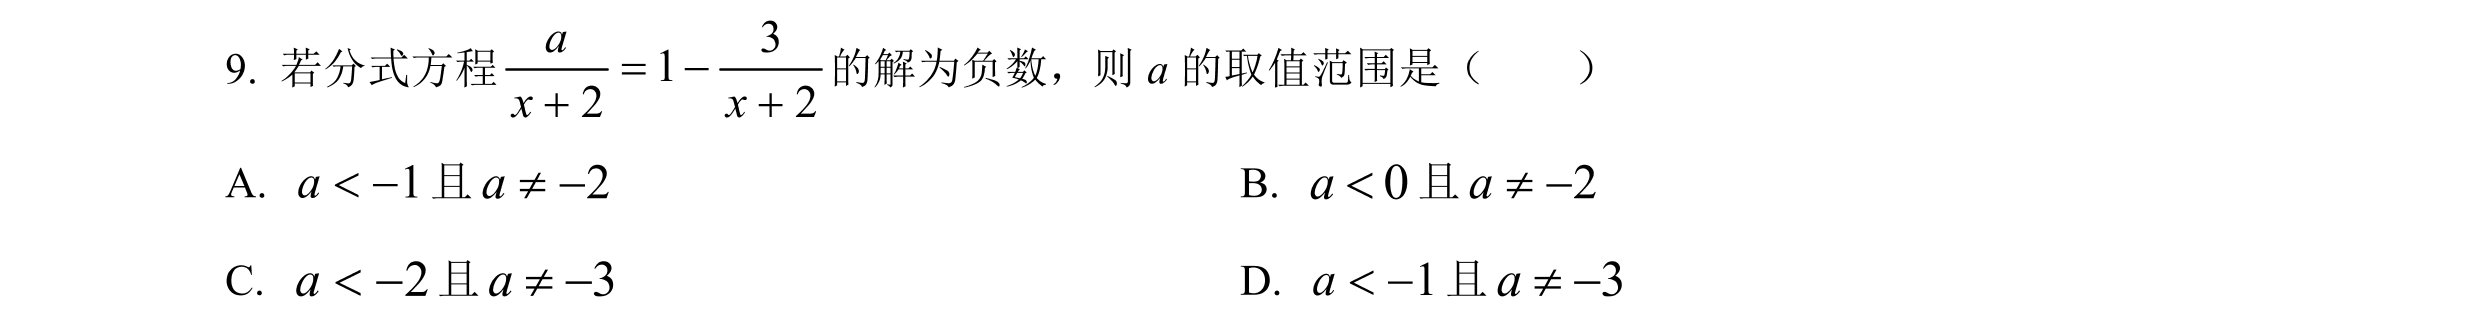 9. 若分式方程 $\frac{a}{x+2}=1-\frac{3}{x+2}$ 的解为负数，则 a 的取值范围是（  ）
A. $a<-1$ 且 $a\neq-2$  B. $a<0$ 且 $a\neq-2$
C. $a<-2$ 且 $a\neq-3$  D. $a<-1$ 且 $a\neq-3$